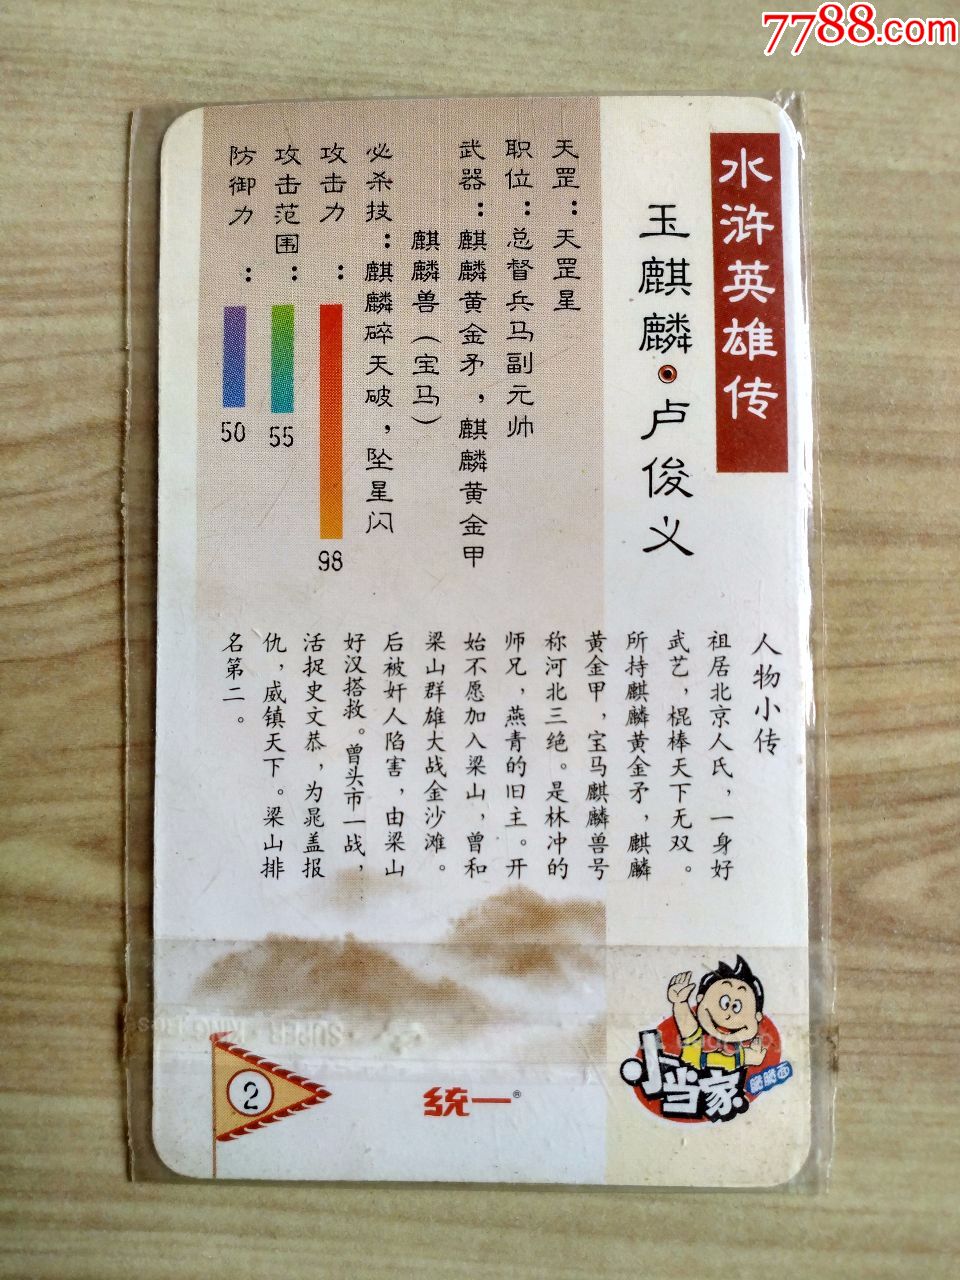 7788.com
水浒英雄传
玉麒麟·卢俊义
天罡：天罡星
职位：总督兵马副元帅
武器：麒麟黄金矛，麒麟黄金甲
麒麟兽（宝马）
必杀技：麒麟碎天破，坠星闪
攻击力：98
攻击范围：55
防御力：50
人物小传
祖居北京人氏，一身好
武艺，棍棒天下无双。
所持麒麟黄金矛，麒麟
黄金甲，宝马麒麟兽号
称河北三绝。是林冲的
师兄，燕青的旧主。开
始不愿加入梁山，曾和
梁山群雄大战金沙滩。
后被奸人陷害，由梁山
好汉搭救。曾头市一战，
活捉史文恭，为晁盖报
仇，威镇天下。梁山排
名第二。
2
统一®
小当家
脆脆面